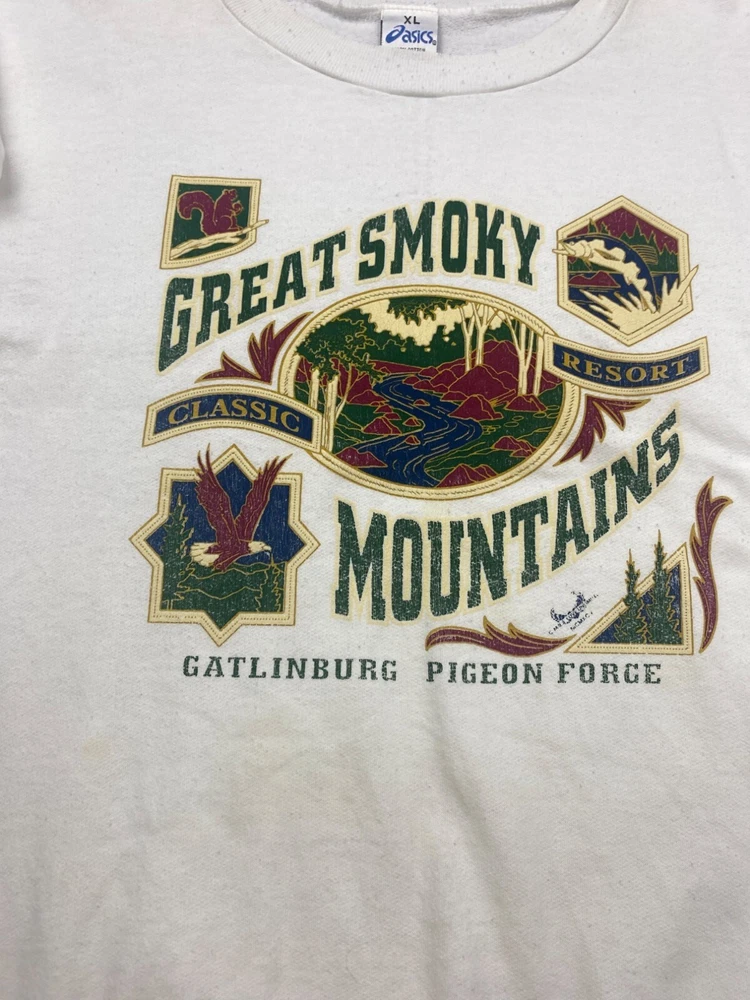 XL
asics
GREAT SMOKY
RESORT
CLASSIC
MOUNTAINS
GATLINBURG PIGEON FORGE